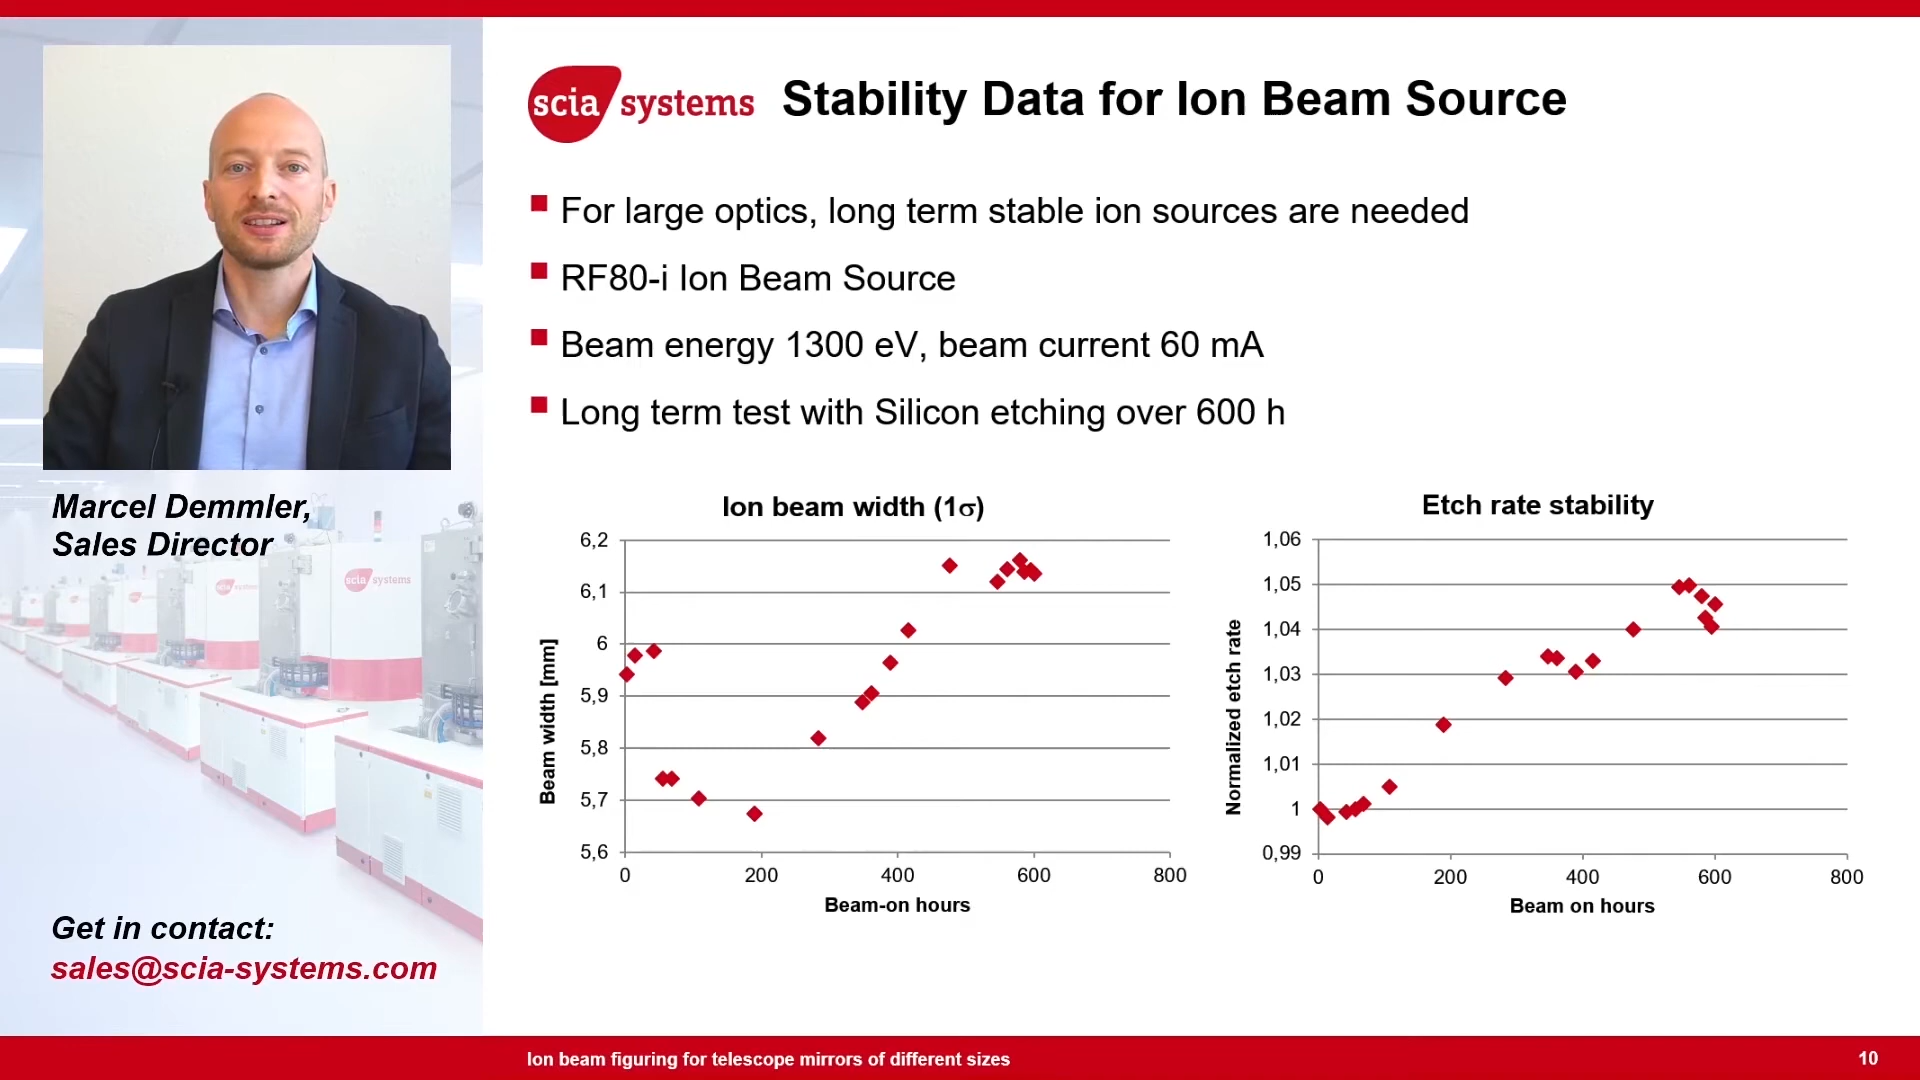 scia systems
Stability Data for Ion Beam Source
For large optics, long term stable ion sources are needed
RF80-i Ion Beam Source
Beam energy 1300 eV, beam current 60 mA
Long term test with Silicon etching over 600 h
Marcel Demmler,
Sales Director
scia systems
Get in contact:
sales@scia-systems.com
Ion beam width (1σ)
Beam width [mm]
6,2
6,1
6
5,9
5,8
5,7
5,6
0 200 400 600 800
Beam-on hours
Etch rate stability
Normalized etch rate
1,06
1,05
1,04
1,03
1,02
1,01
1
0,99
0 200 400 600 800
Beam on hours
Ion beam figuring for telescope mirrors of different sizes
10